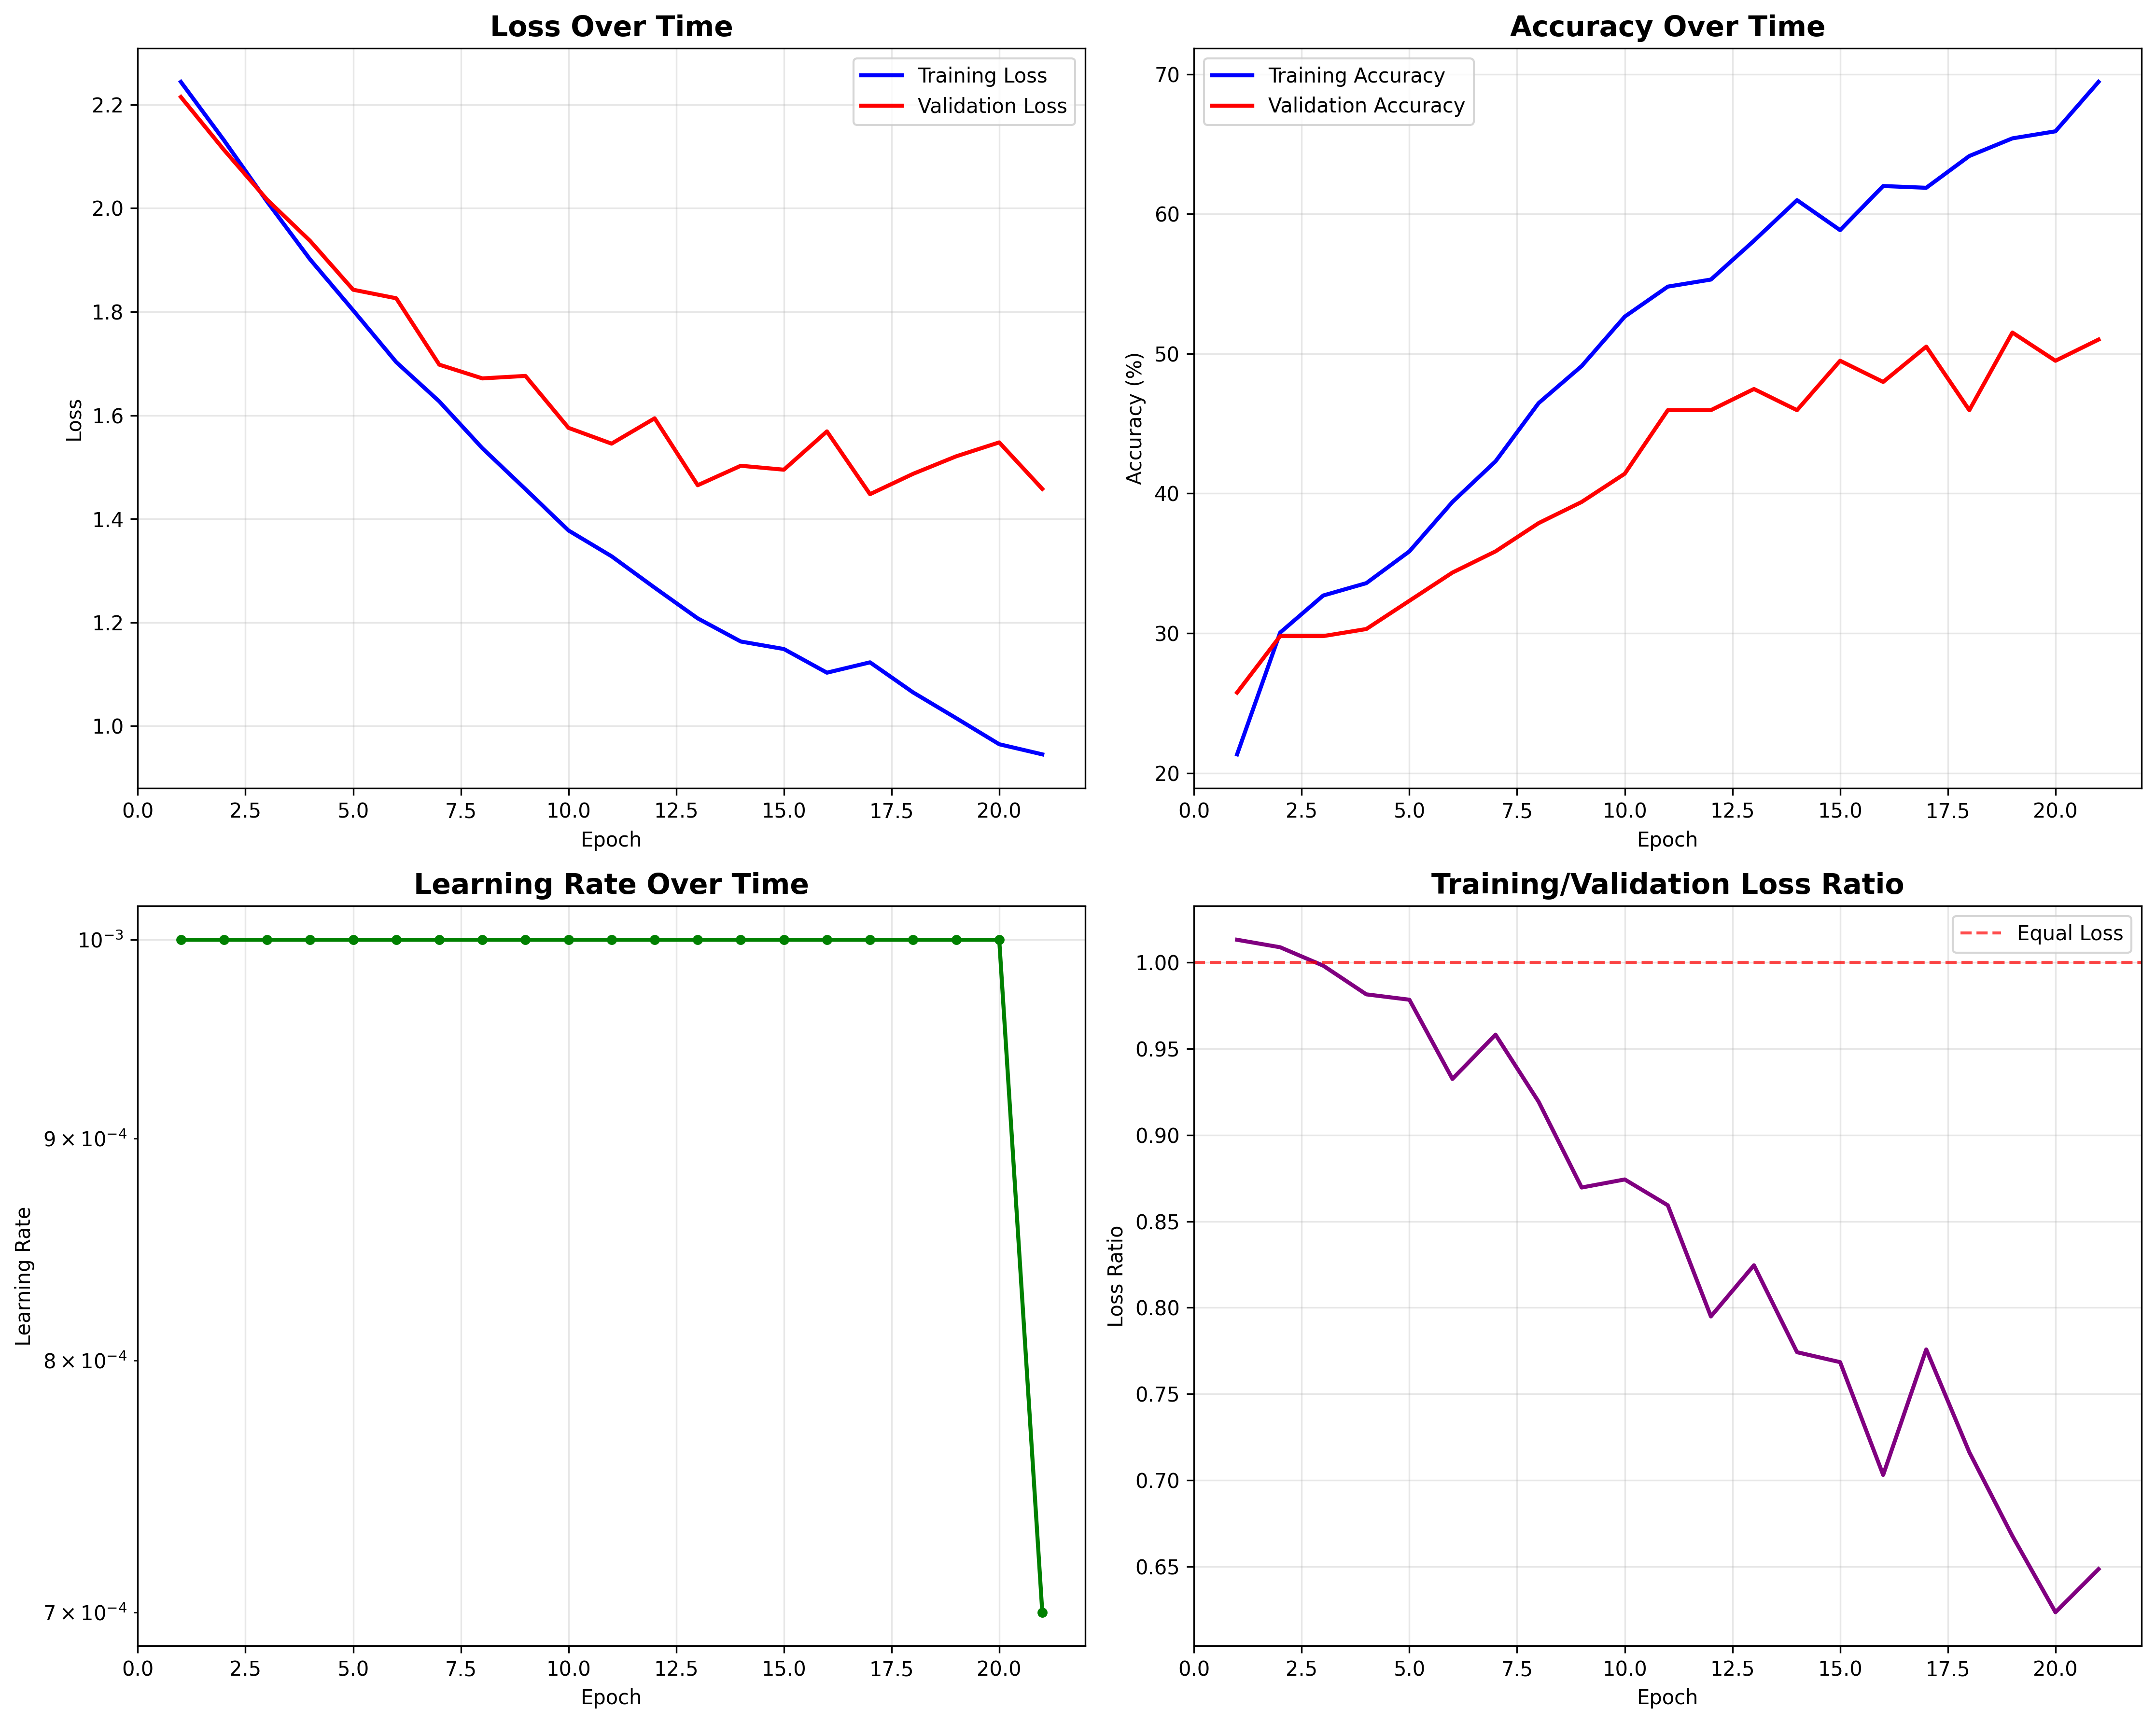 Loss Over Time
Training Loss
Validation Loss
2.2
2.0
1.8
1.6
1.4
1.2
1.0
Loss
0.0 2.5 5.0 7.5 10.0 12.5 15.0 17.5 20.0
Epoch
Accuracy Over Time
Training Accuracy
Validation Accuracy
70
60
50
40
30
20
Accuracy (%)
0.0 2.5 5.0 7.5 10.0 12.5 15.0 17.5 20.0
Epoch
Learning Rate Over Time
10⁻³
9 × 10⁻⁴
8 × 10⁻⁴
7 × 10⁻⁴
Learning Rate
0.0 2.5 5.0 7.5 10.0 12.5 15.0 17.5 20.0
Epoch
Training/Validation Loss Ratio
Equal Loss
1.00
0.95
0.90
0.85
0.80
0.75
0.70
0.65
Loss Ratio
0.0 2.5 5.0 7.5 10.0 12.5 15.0 17.5 20.0
Epoch